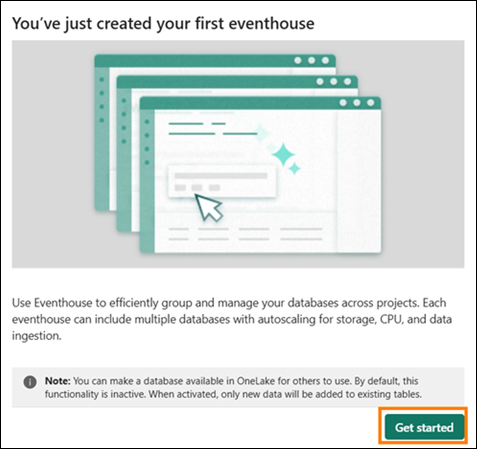 You've just created your first eventhouse
Use Eventhouse to efficiently group and manage your databases across projects. Each
eventhouse can include multiple databases with autoscaling for storage, CPU, and data
ingestion.
Note: You can make a database available in OneLake for others to use. By default, this
functionality is inactive. When activated, only new data will be added to existing tables.
Get started